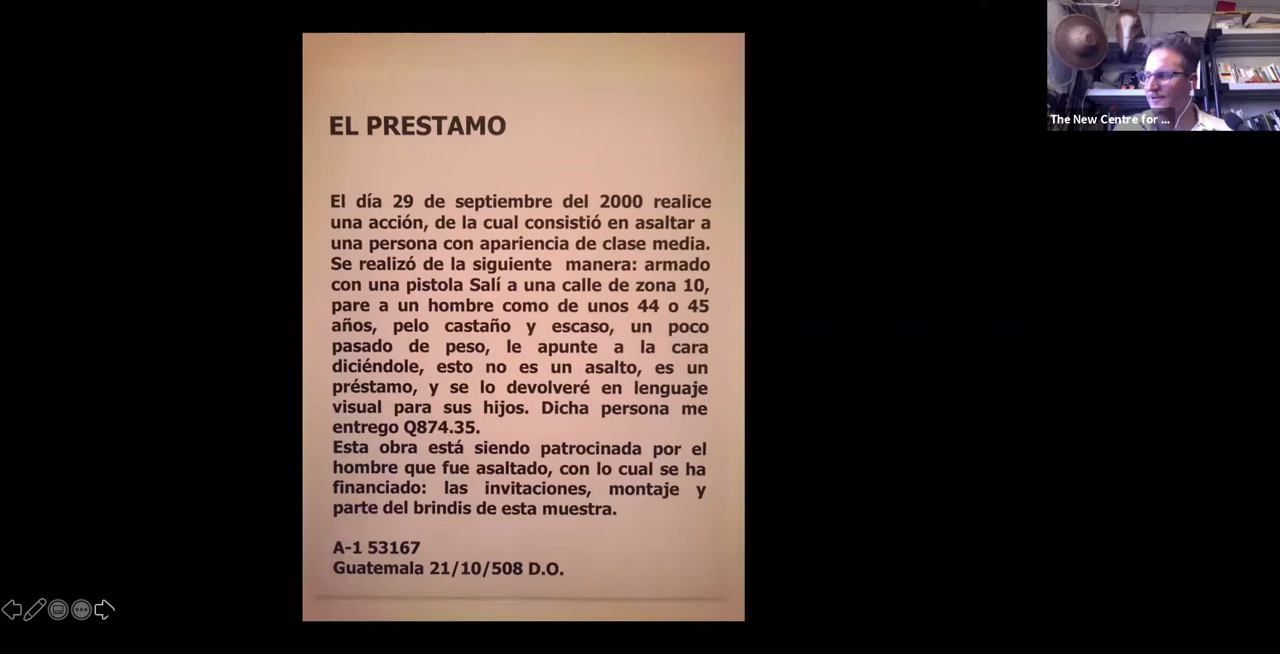 EL PRESTAMO
El día 29 de septiembre del 2000 realice
una acción, de la cual consistió en asaltar a
una persona con apariencia de clase media.
Se realizó de la siguiente manera: armado
con una pistola Salí a una calle de zona 10,
pare a un hombre como de unos 44 o 45
años, pelo castaño y escaso, un poco
pasado de peso, le apunte a la cara
diciéndole, esto no es un asalto, es un
préstamo, y se lo devolveré en lenguaje
visual para sus hijos. Dicha persona me
entrego Q874.35.
Esta obra está siendo patrocinada por el
hombre que fue asaltado, con lo cual se ha
financiado: las invitaciones, montaje y
parte del brindis de esta muestra.
A-1 53167
Guatemala 21/10/508 D.O.
The New Centre for ...